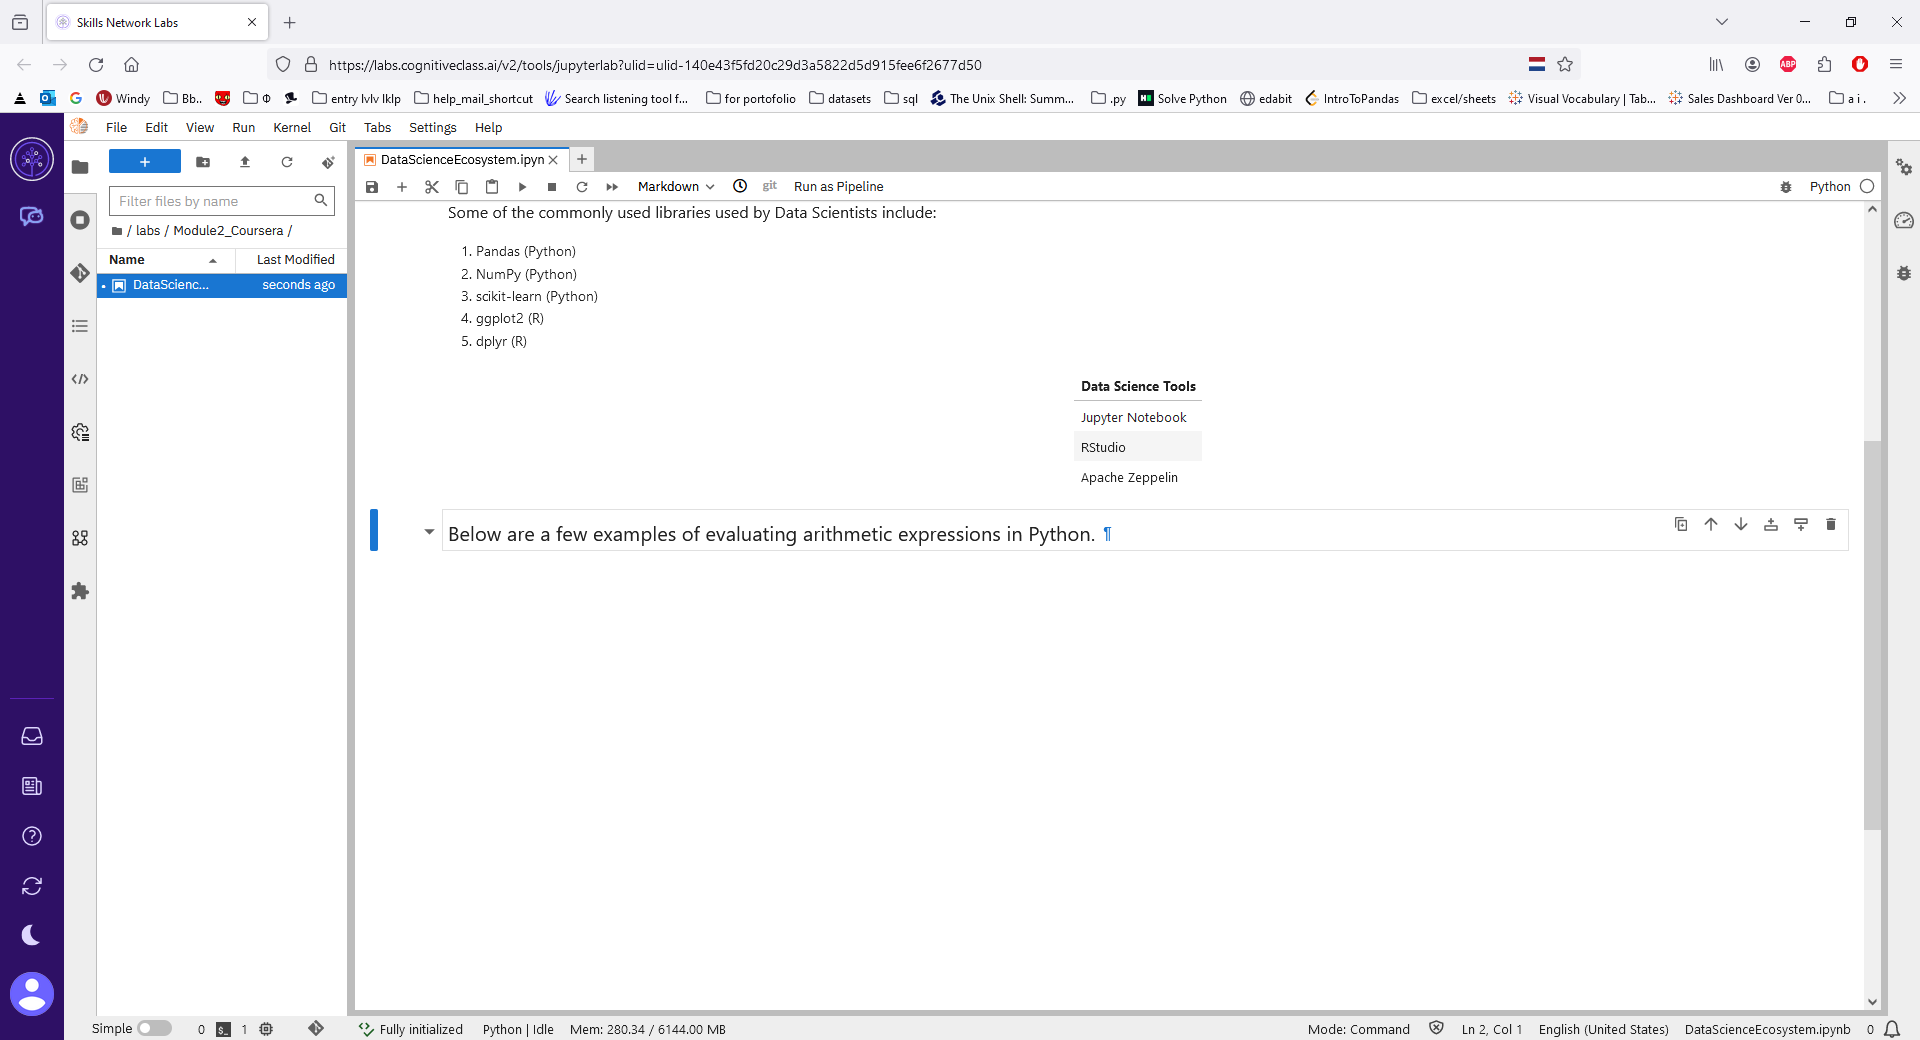 Skills Network Labs
https://labs.cognitiveclass.ai/v2/tools/jupyterlab?ulid=ulid-140e43f5fd20c29d3a5822d5d915fee6f2677d50
ABP
Windy
Bb..
Φ
entry lvlv lklp
help_mail_shortcut
Search listening tool f...
for portofolio
datasets
sql
The Unix Shell: Summ...
.py
Solve Python
edabit
IntroToPandas
excel/sheets
Visual Vocabulary | Tab...
Sales Dashboard Ver 0...
a i .
File Edit View Run Kernel Git Tabs Settings Help
Filter files by name
/ labs / Module2_Coursera /
Name Last Modified
DataScienc... seconds ago
DataScienceEcosystem.ipyn
Markdown git Run as Pipeline Python
Some of the commonly used libraries used by Data Scientists include:
1. Pandas (Python)
2. NumPy (Python)
3. scikit-learn (Python)
4. ggplot2 (R)
5. dplyr (R)
Data Science Tools
Jupyter Notebook
RStudio
Apache Zeppelin
Below are a few examples of evaluating arithmetic expressions in Python. ¶
Simple 0 1 Fully initialized Python | Idle Mem: 280.34 / 6144.00 MB Mode: Command Ln 2, Col 1 English (United States) DataScienceEcosystem.ipynb 0